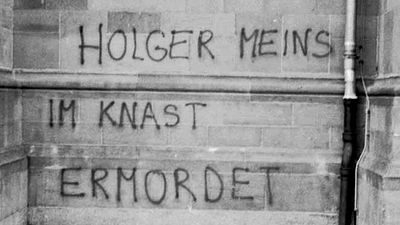 HOLGER MEINS
IM KNAST
ERMORDET